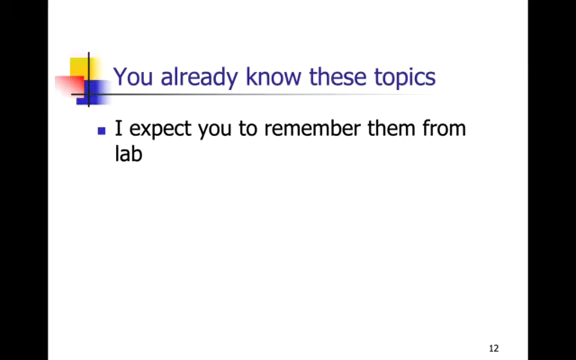 You already know these topics
I expect you to remember them from
lab
12